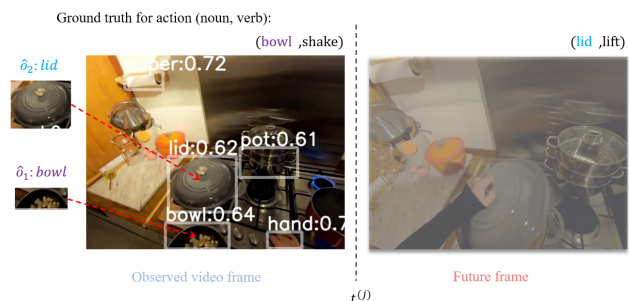 Ground truth for action (noun, verb):
(bowl ,shake)
(lid ,lift)
ô₂: lid
ô₁: bowl
per:0.72
lid:0.62
pot:0.61
bowl:0.64
hand:0.7
Observed video frame
Future frame
t⁽ʲ⁾